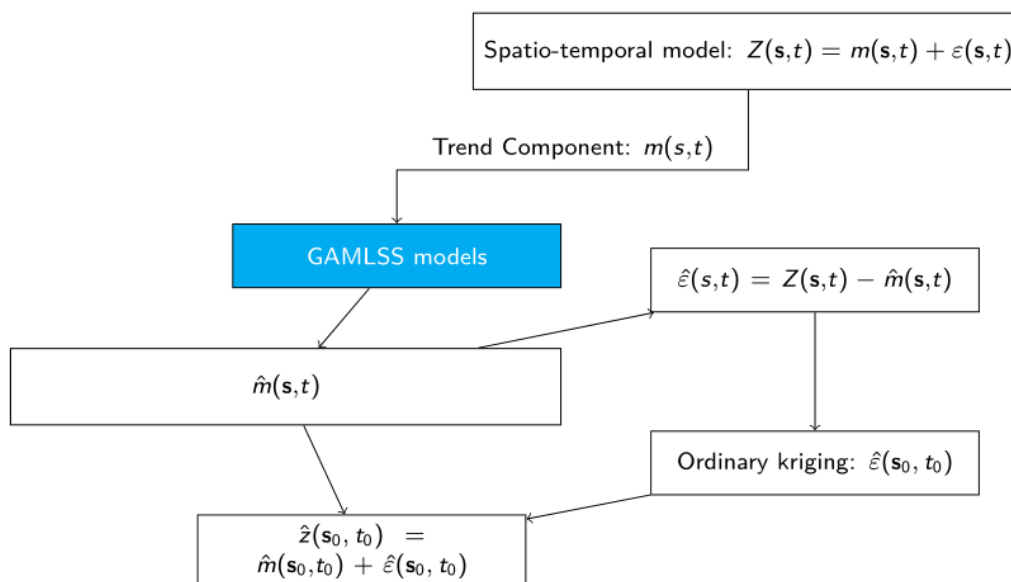 Spatio-temporal model: Z(s,t) = m(s,t) + ε(s,t)
Trend Component: m(s,t)
GAMLSS models
ε̂(s,t) = Z(s,t) − m̂(s,t)
m̂(s,t)
Ordinary kriging: ε̂(s₀, t₀)
ẑ(s₀, t₀) =
m̂(s₀,t₀) + ε̂(s₀, t₀)